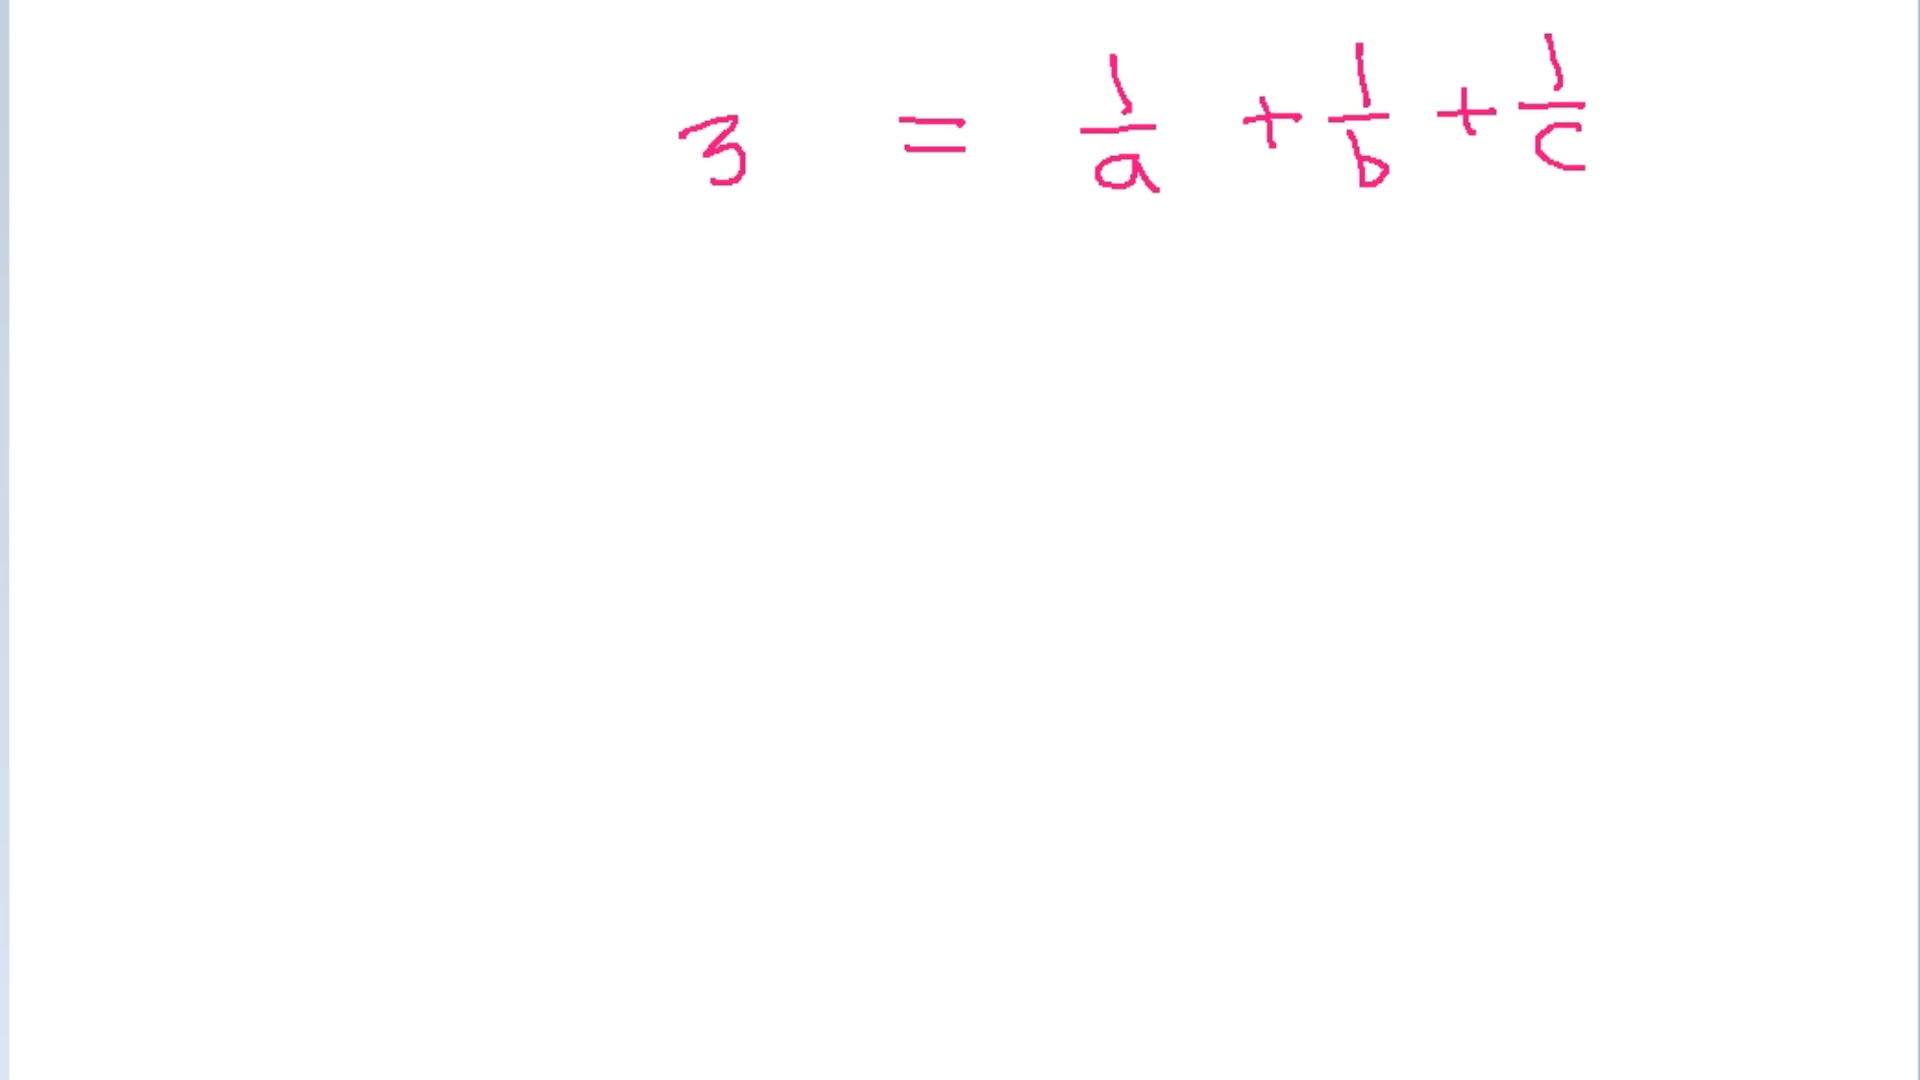 3 = 1/a + 1/b + 1/c